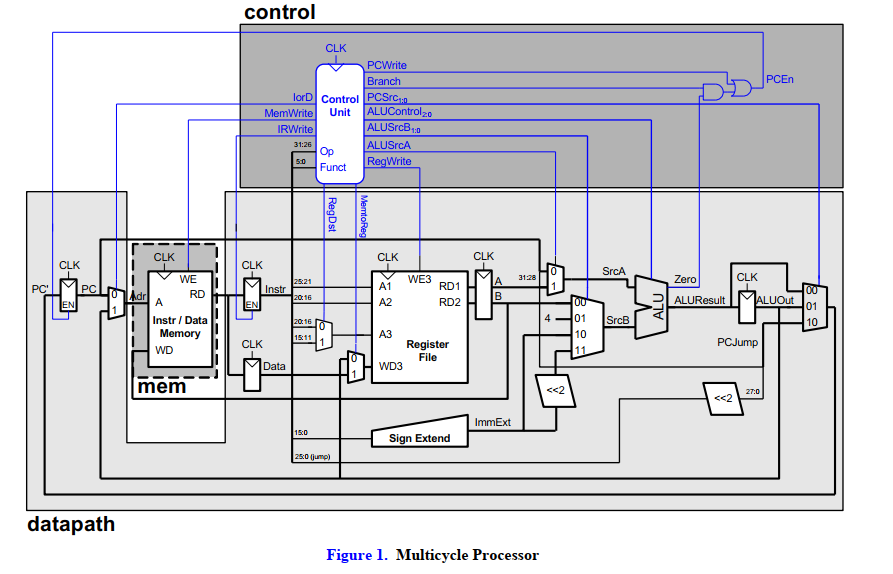 control
CLK
PCWrite
Branch
PCSrc1:0
ALUControl2:0
ALUSrcB1:0
ALUSrcA
RegWrite
PCEn
IorD
MemWrite
IRWrite
31:26
5:0
Control
Unit
Op
Funct
RegDst
MemtoReg
CLK
PC'
PC
EN
0
1
Adr
CLK
WE
A
RD
Instr / Data
Memory
WD
mem
CLK
Instr
EN
CLK
Data
25:21
20:16
20:16
15:11
0
1
0
1
CLK
WE3
A1
A2
A3
WD3
RD1
RD2
Register
File
CLK
A
B
31:28
0
1
SrcA
4
00
01
10
11
SrcB
ALU
Zero
ALUResult
CLK
ALUOut
00
01
10
PCJump
<<2
<<2
27:0
ImmExt
15:0
Sign Extend
25:0 (jump)
datapath
Figure 1. Multicycle Processor